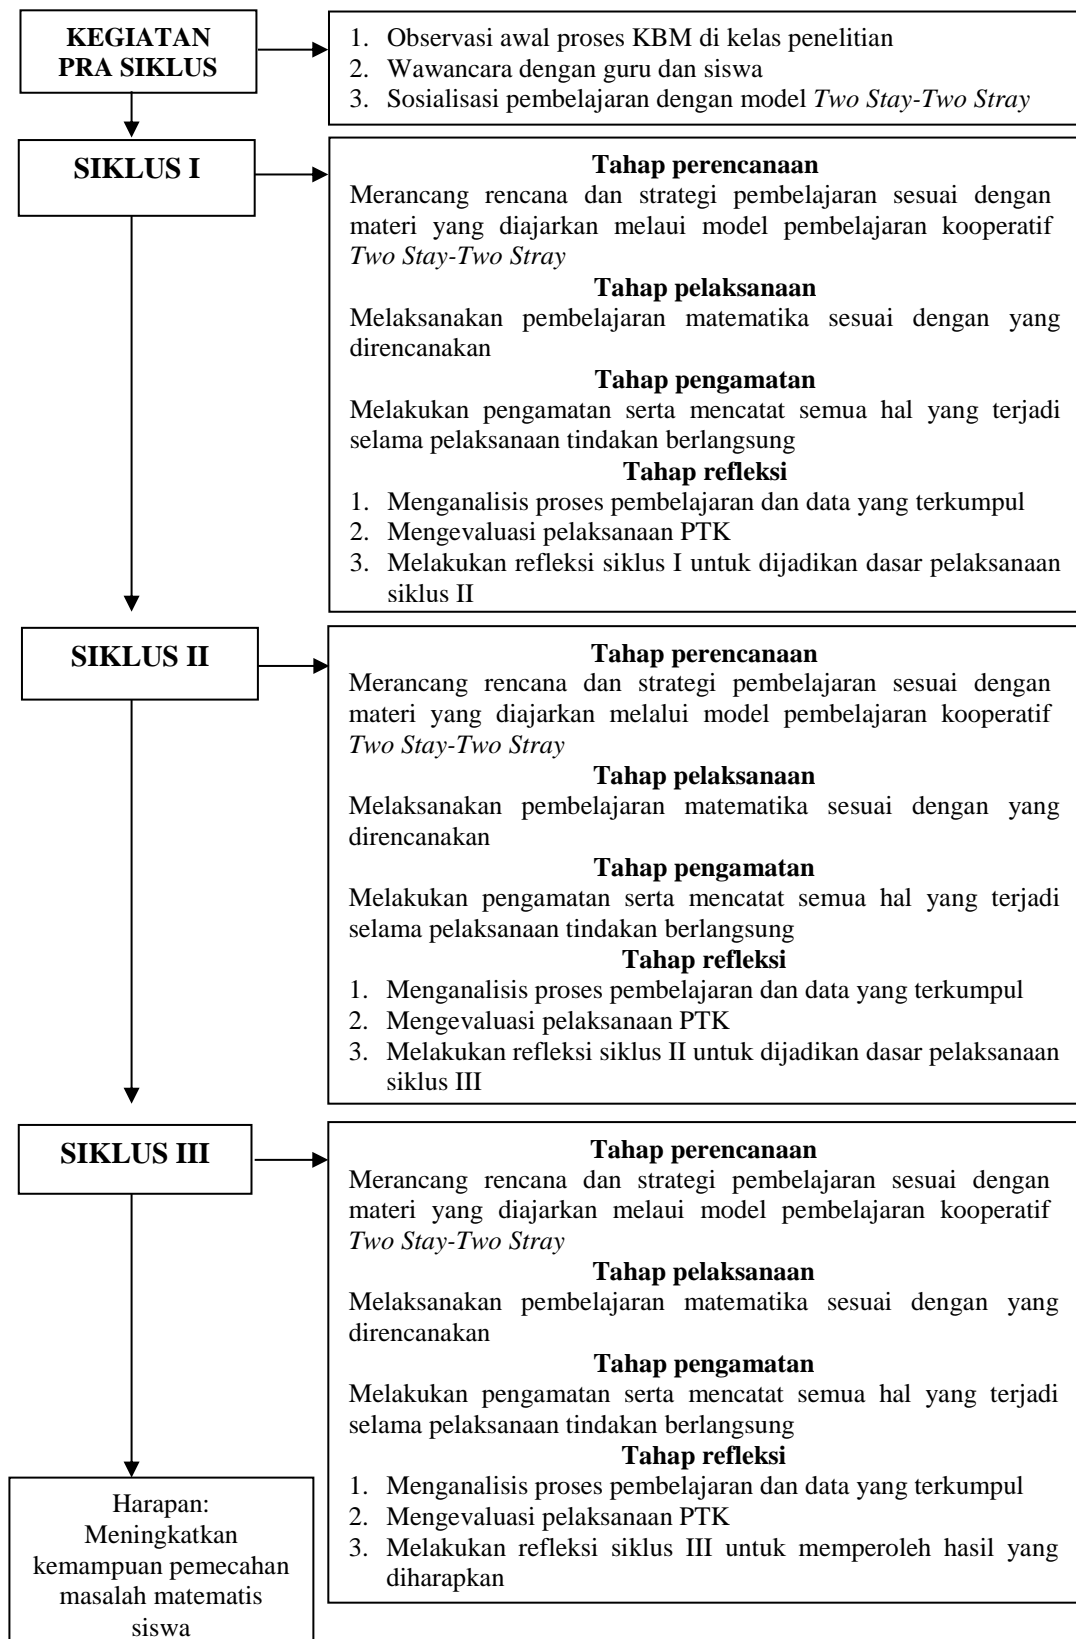 KEGIATAN
PRA SIKLUS
1. Observasi awal proses KBM di kelas penelitian
2. Wawancara dengan guru dan siswa
3. Sosialisasi pembelajaran dengan model Two Stay-Two Stray
SIKLUS I
Tahap perencanaan
Merancang rencana dan strategi pembelajaran sesuai dengan
materi yang diajarkan melaui model pembelajaran kooperatif
Two Stay-Two Stray
Tahap pelaksanaan
Melaksanakan pembelajaran matematika sesuai dengan yang
direncanakan
Tahap pengamatan
Melakukan pengamatan serta mencatat semua hal yang terjadi
selama pelaksanaan tindakan berlangsung
Tahap refleksi
1. Menganalisis proses pembelajaran dan data yang terkumpul
2. Mengevaluasi pelaksanaan PTK
3. Melakukan refleksi siklus I untuk dijadikan dasar pelaksanaan
siklus II
SIKLUS II
Tahap perencanaan
Merancang rencana dan strategi pembelajaran sesuai dengan
materi yang diajarkan melalui model pembelajaran kooperatif
Two Stay-Two Stray
Tahap pelaksanaan
Melaksanakan pembelajaran matematika sesuai dengan yang
direncanakan
Tahap pengamatan
Melakukan pengamatan serta mencatat semua hal yang terjadi
selama pelaksanaan tindakan berlangsung
Tahap refleksi
1. Menganalisis proses pembelajaran dan data yang terkumpul
2. Mengevaluasi pelaksanaan PTK
3. Melakukan refleksi siklus II untuk dijadikan dasar pelaksanaan
siklus III
SIKLUS III
Tahap perencanaan
Merancang rencana dan strategi pembelajaran sesuai dengan
materi yang diajarkan melaui model pembelajaran kooperatif
Two Stay-Two Stray
Tahap pelaksanaan
Melaksanakan pembelajaran matematika sesuai dengan yang
direncanakan
Tahap pengamatan
Melakukan pengamatan serta mencatat semua hal yang terjadi
selama pelaksanaan tindakan berlangsung
Tahap refleksi
1. Menganalisis proses pembelajaran dan data yang terkumpul
2. Mengevaluasi pelaksanaan PTK
3. Melakukan refleksi siklus III untuk memperoleh hasil yang
diharapkan
Harapan:
Meningkatkan
kemampuan pemecahan
masalah matematis
siswa